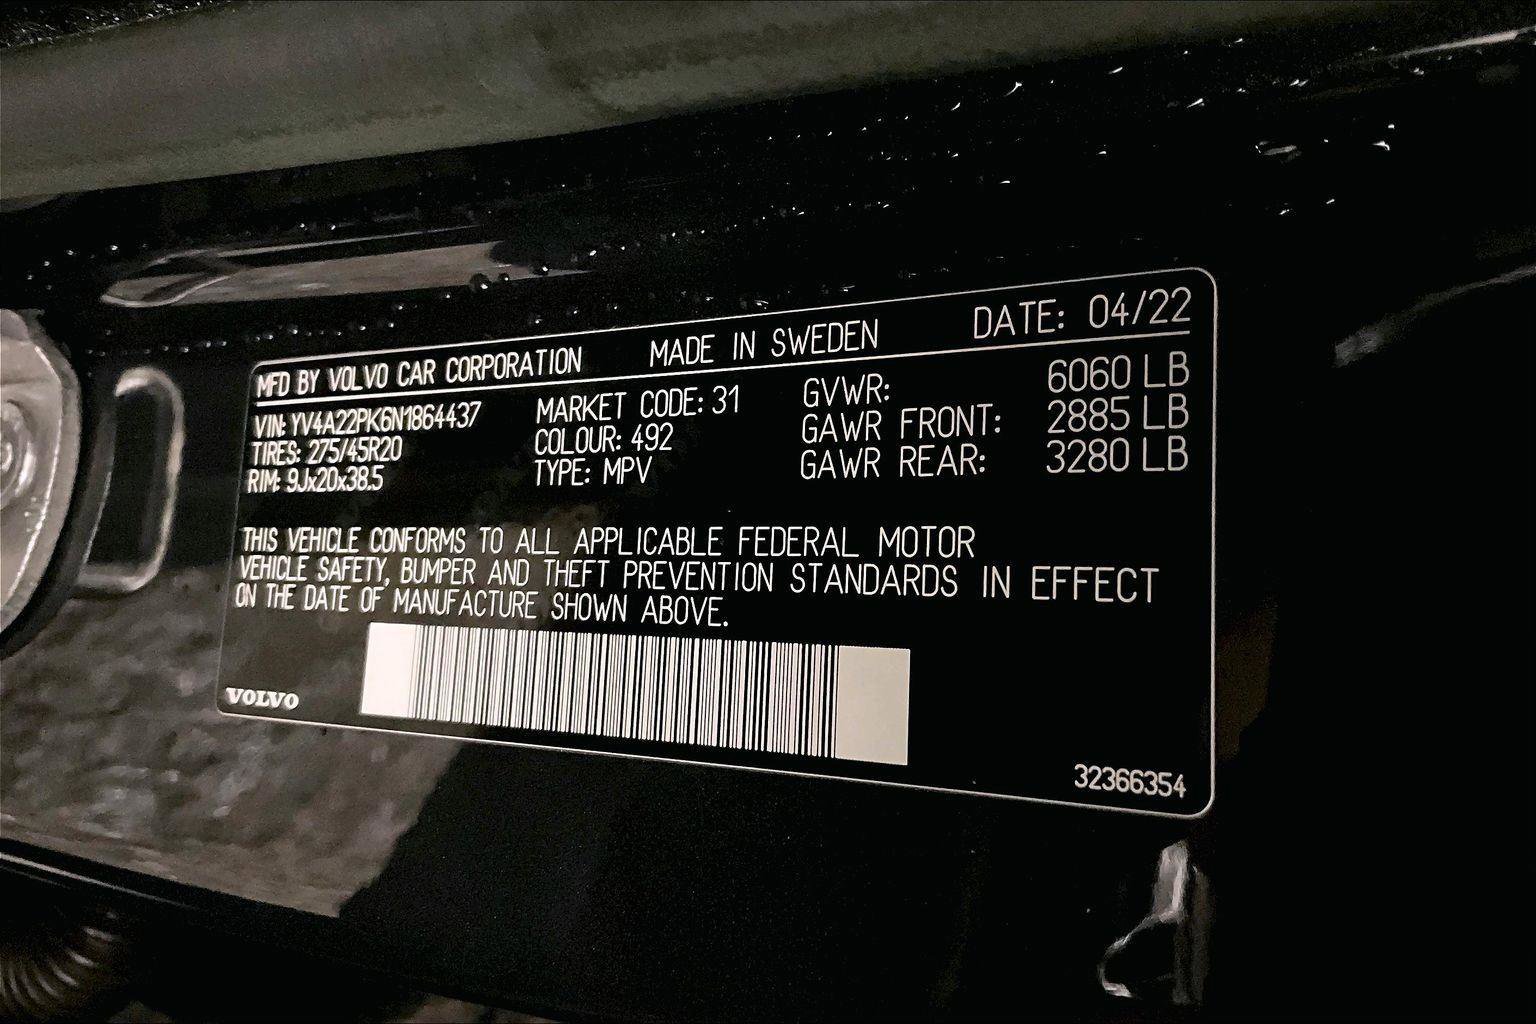 MFD BY VOLVO CAR CORPORATION MADE IN SWEDEN DATE: 04/22
VIN: YV4A22PK6N1864437 MARKET CODE: 31 GVWR: 6060 LB
TIRES: 275/45R20 COLOUR: 492 GAWR FRONT: 2885 LB
RIM: 9Jx20x38.5 TYPE: MPV GAWR REAR: 3280 LB
THIS VEHICLE CONFORMS TO ALL APPLICABLE FEDERAL MOTOR
VEHICLE SAFETY, BUMPER AND THEFT PREVENTION STANDARDS IN EFFECT
ON THE DATE OF MANUFACTURE SHOWN ABOVE.
VOLVO
32366354